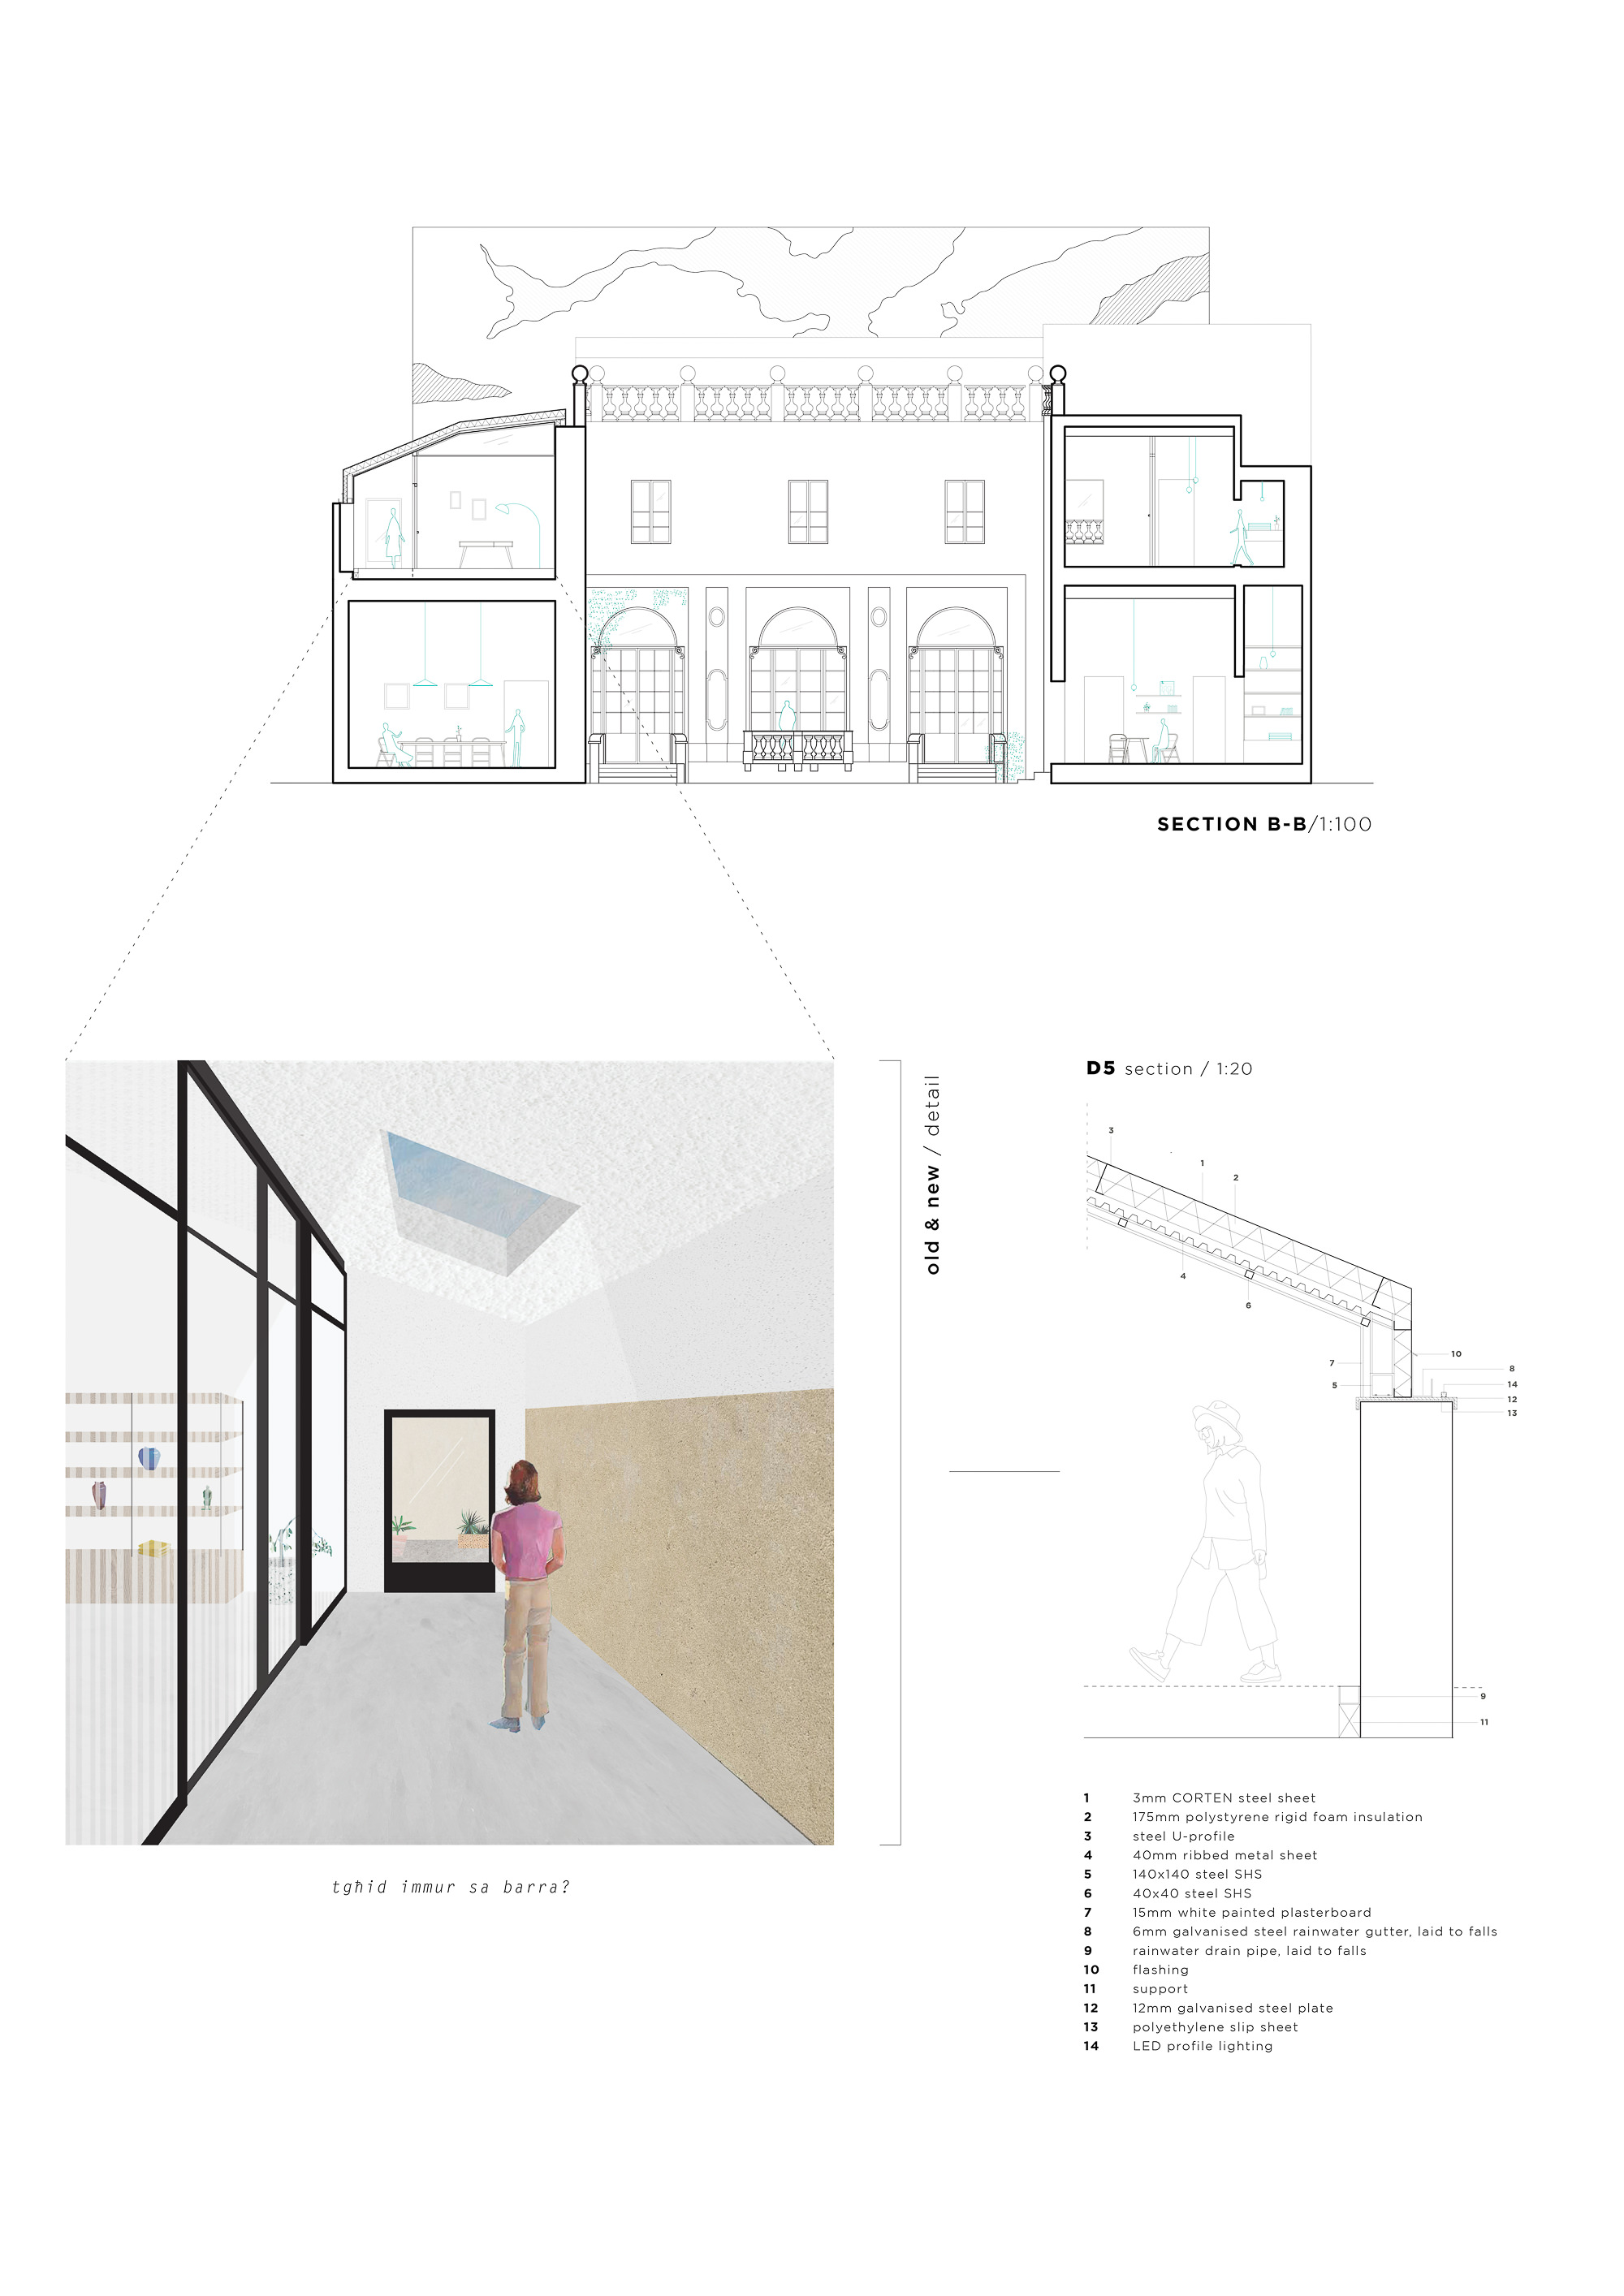 SECTION B-B/1:100
old & new / detail
D5 section / 1:20
3
1
2
4
6
10
7
8
5
14
12
13
9
11
1 3mm CORTEN steel sheet
2 175mm polystyrene rigid foam insulation
3 steel U-profile
4 40mm ribbed metal sheet
5 140x140 steel SHS
6 40x40 steel SHS
7 15mm white painted plasterboard
8 6mm galvanised steel rainwater gutter, laid to falls
9 rainwater drain pipe, laid to falls
10 flashing
11 support
12 12mm galvanised steel plate
13 polyethylene slip sheet
14 LED profile lighting
tgħid immur sa barra?